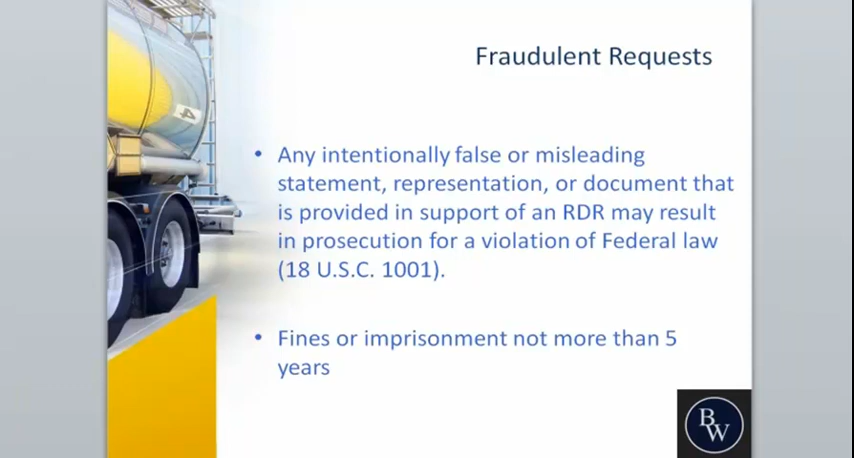 Fraudulent Requests
• Any intentionally false or misleading
statement, representation, or document that
is provided in support of an RDR may result
in prosecution for a violation of Federal law
(18 U.S.C. 1001).
• Fines or imprisonment not more than 5
years
4
BW